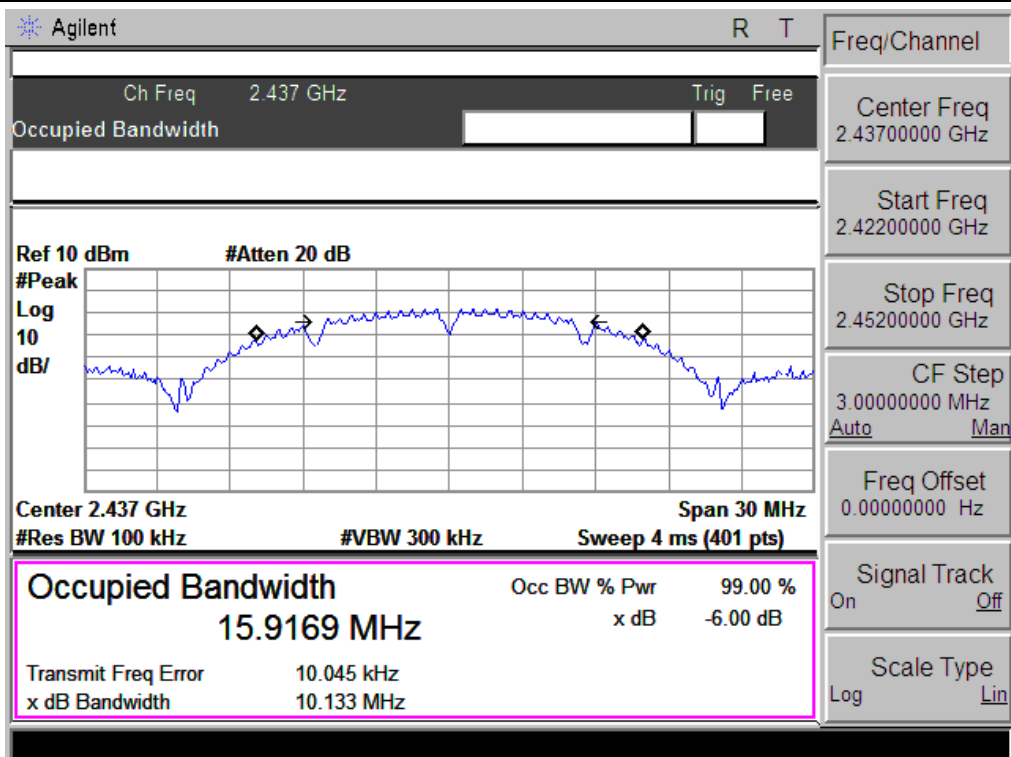 Agilent
R T
Ch Freq 2.437 GHz Trig Free
Occupied Bandwidth
Ref 10 dBm #Atten 20 dB
#Peak
Log
10
dB/
Center 2.437 GHz Span 30 MHz
#Res BW 100 kHz #VBW 300 kHz Sweep 4 ms (401 pts)
Occupied Bandwidth
15.9169 MHz
Occ BW % Pwr 99.00 %
x dB -6.00 dB
Transmit Freq Error 10.045 kHz
x dB Bandwidth 10.133 MHz
Freq/Channel
Center Freq
2.43700000 GHz
Start Freq
2.42200000 GHz
Stop Freq
2.45200000 GHz
CF Step
3.00000000 MHz
Auto Man
Freq Offset
0.00000000 Hz
Signal Track
On Off
Scale Type
Log Lin